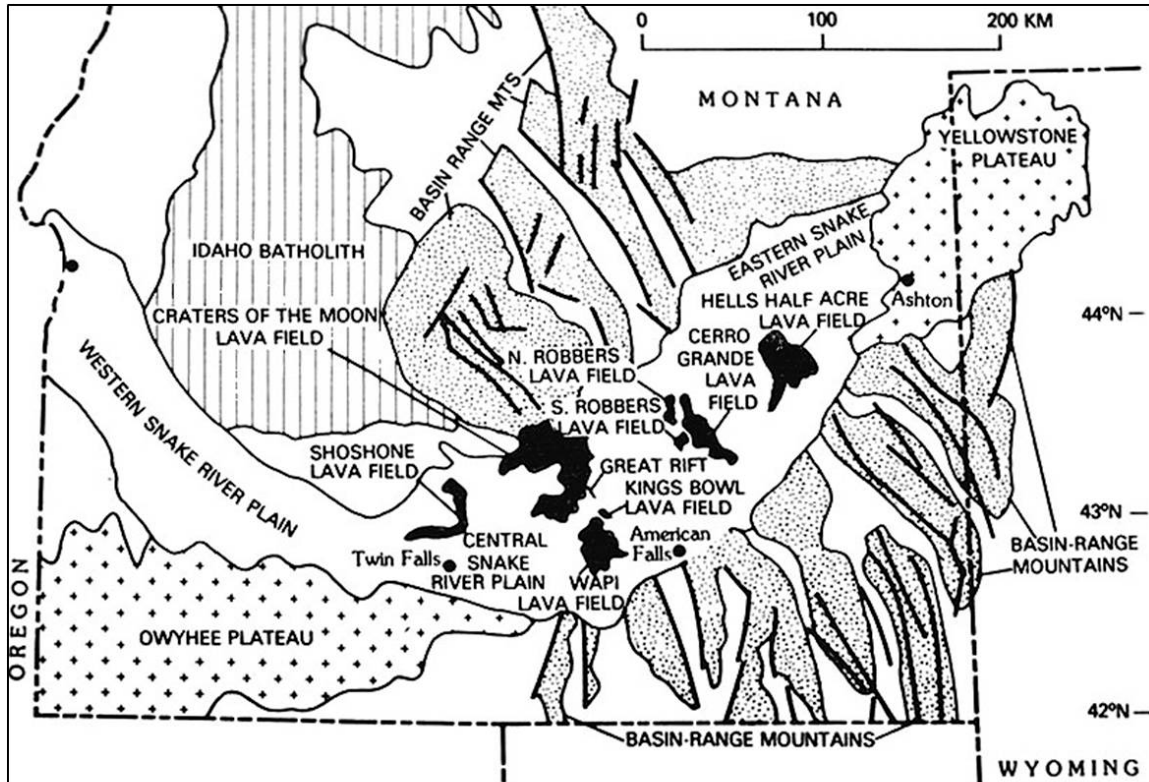 0 100 200 KM
MONTANA
BASIN RANGE MTS
YELLOWSTONE
PLATEAU
IDAHO BATHOLITH
EASTERN SNAKE
RIVER PLAIN
Ashton
CRATERS OF THE MOON
LAVA FIELD
HELLS HALF ACRE
LAVA FIELD
44°N
CERRO
GRANDE
LAVA
FIELD
N. ROBBERS
LAVA FIELD
S. ROBBERS
LAVA FIELD
WESTERN SNAKE RIVER PLAIN
SHOSHONE
LAVA FIELD
GREAT RIFT
KINGS BOWL
LAVA FIELD
43°N
American
Falls
Twin Falls
CENTRAL
SNAKE
RIVER PLAIN
WAPI
LAVA FIELD
BASIN-RANGE
MOUNTAINS
OREGON
OWYHEE PLATEAU
42°N
BASIN-RANGE MOUNTAINS
WYOMING